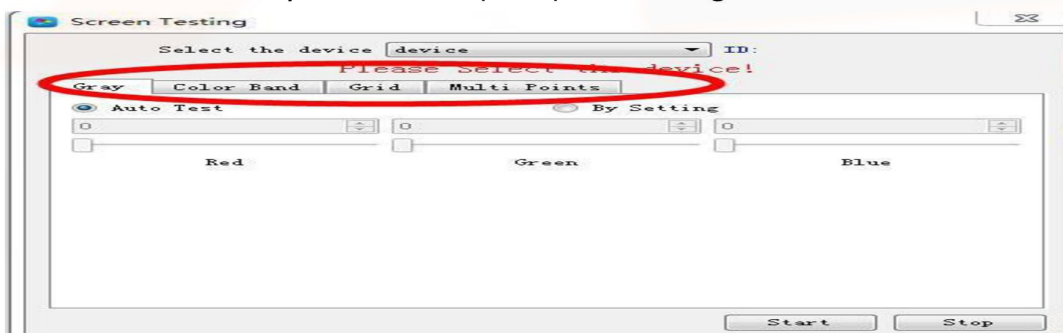 Screen Testing
Select the device device ID:
Please Select the device!
Gray Color Band Grid Multi Points
Auto Test By Setting
0 0 0
Red Green Blue
Start Stop